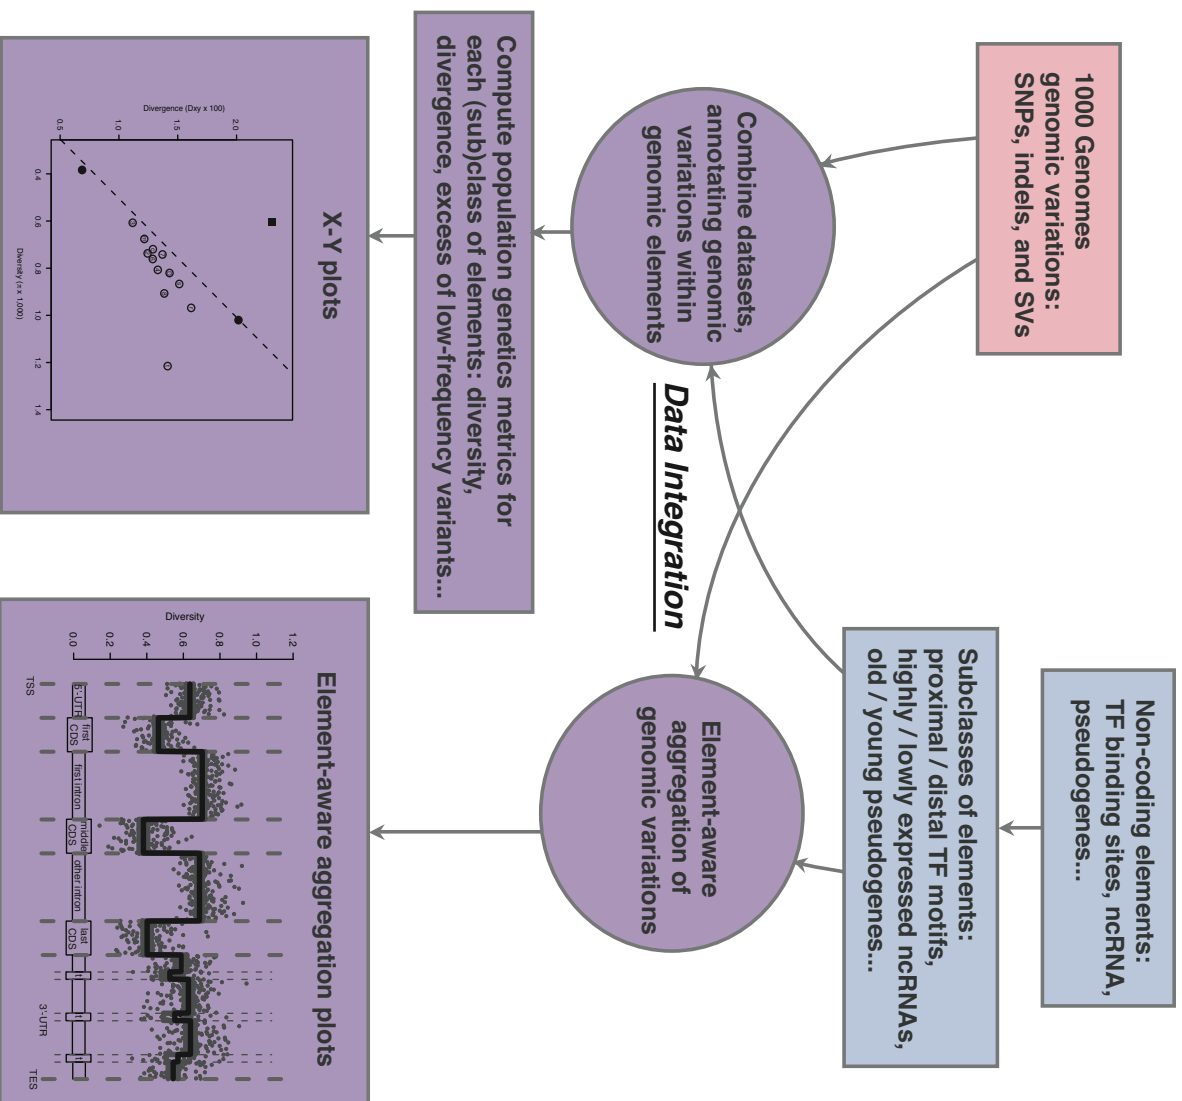 1000 Genomes
genomic variations:
SNPs, indels, and SVs
Non-coding elements:
TF binding sites, ncRNA,
pseudogenes...
Subclasses of elements:
proximal / distal TF motifs,
highly / lowly expressed ncRNAs,
old / young pseudogenes...
Combine datasets,
annotating genomic
variations within
genomic elements
Data Integration
Element-aware
aggregation of
genomic variations
Compute population genetics metrics for
each (sub)class of elements: diversity,
divergence, excess of low-frequency variants...
X-Y plots
Divergence (Dxy x 100)
2.0
1.5
1.0
0.5
0.4
0.6
0.8
1.0
1.2
1.4
Diversity (π x 1,000)
Element-aware aggregation plots
Diversity
1.2
1.0
0.8
0.6
0.4
0.2
0.0
5'-UTR
first
CDS
first intron
middle
CDS
other intron
last
CDS
TSS
3'-UTR
TES